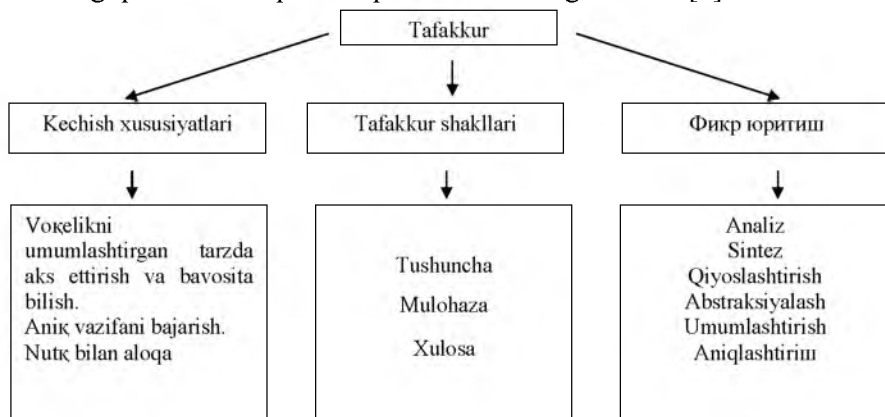 Tafakkur
Kechish xususiyatlari
Tafakkur shakllari
Фикр юритиш
Voқelikni
umumlashtirgan tarzda
aks ettirish va bavosita
bilish.
Aniқ vazifani bajarish.
Nutқ bilan aloqa
Tushuncha
Mulohaza
Xulosa
Analiz
Sintez
Qiyoslashtirish
Abstraksiyalash
Umumlashtirish
Aniqlashtiriш